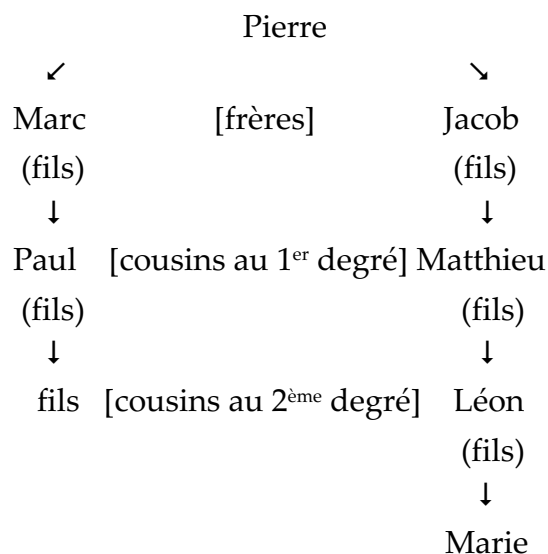 Pierre
↙ ↘
Marc [frères] Jacob
(fils) (fils)
↓ ↓
Paul [cousins au 1er degré] Matthieu
(fils) (fils)
↓ ↓
fils [cousins au 2ème degré] Léon
(fils)
↓
Marie